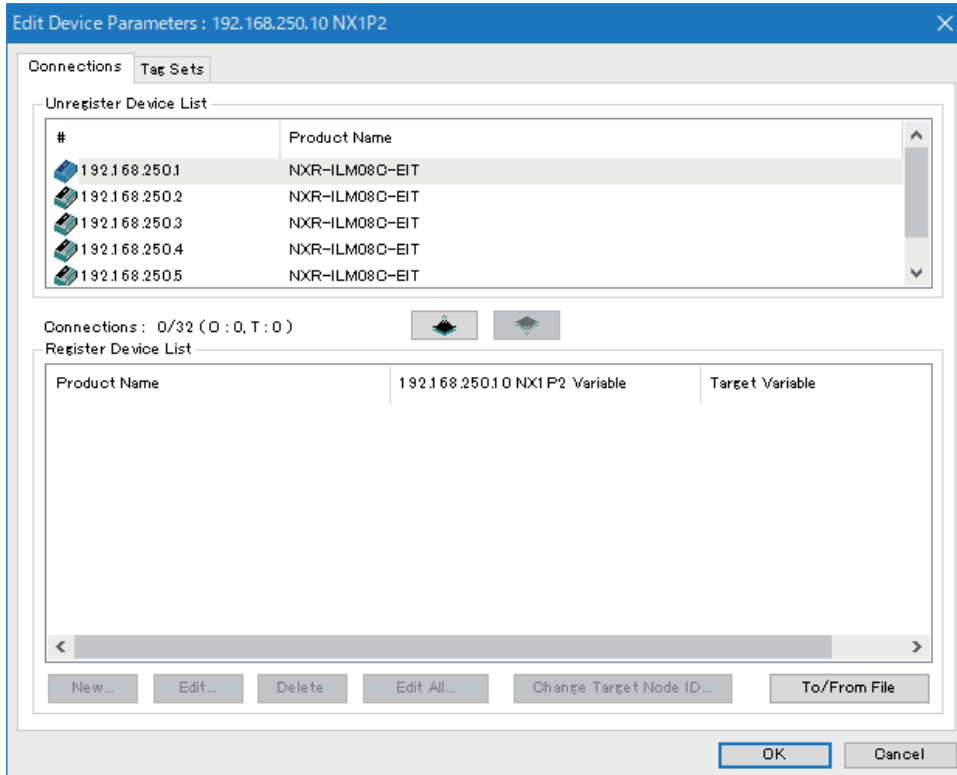 Edit Device Parameters : 192.168.250.10 NX1P2
Connections Tag Sets
Unregister Device List
# Product Name
192.168.250.1 NXR-ILM08C-EIT
192.168.250.2 NXR-ILM08C-EIT
192.168.250.3 NXR-ILM08C-EIT
192.168.250.4 NXR-ILM08C-EIT
192.168.250.5 NXR-ILM08C-EIT
Connections : 0/32 ( O : 0, T : 0 )
Register Device List
Product Name 192.168.250.10 NX1P2 Variable Target Variable
New... Edit... Delete Edit All... Change Target Node ID... To/From File
OK Cancel